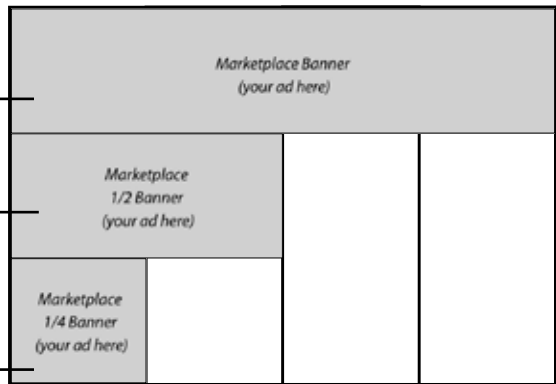 Marketplace Banner
(your ad here)
Marketplace
1/2 Banner
(your ad here)
Marketplace
1/4 Banner
(your ad here)